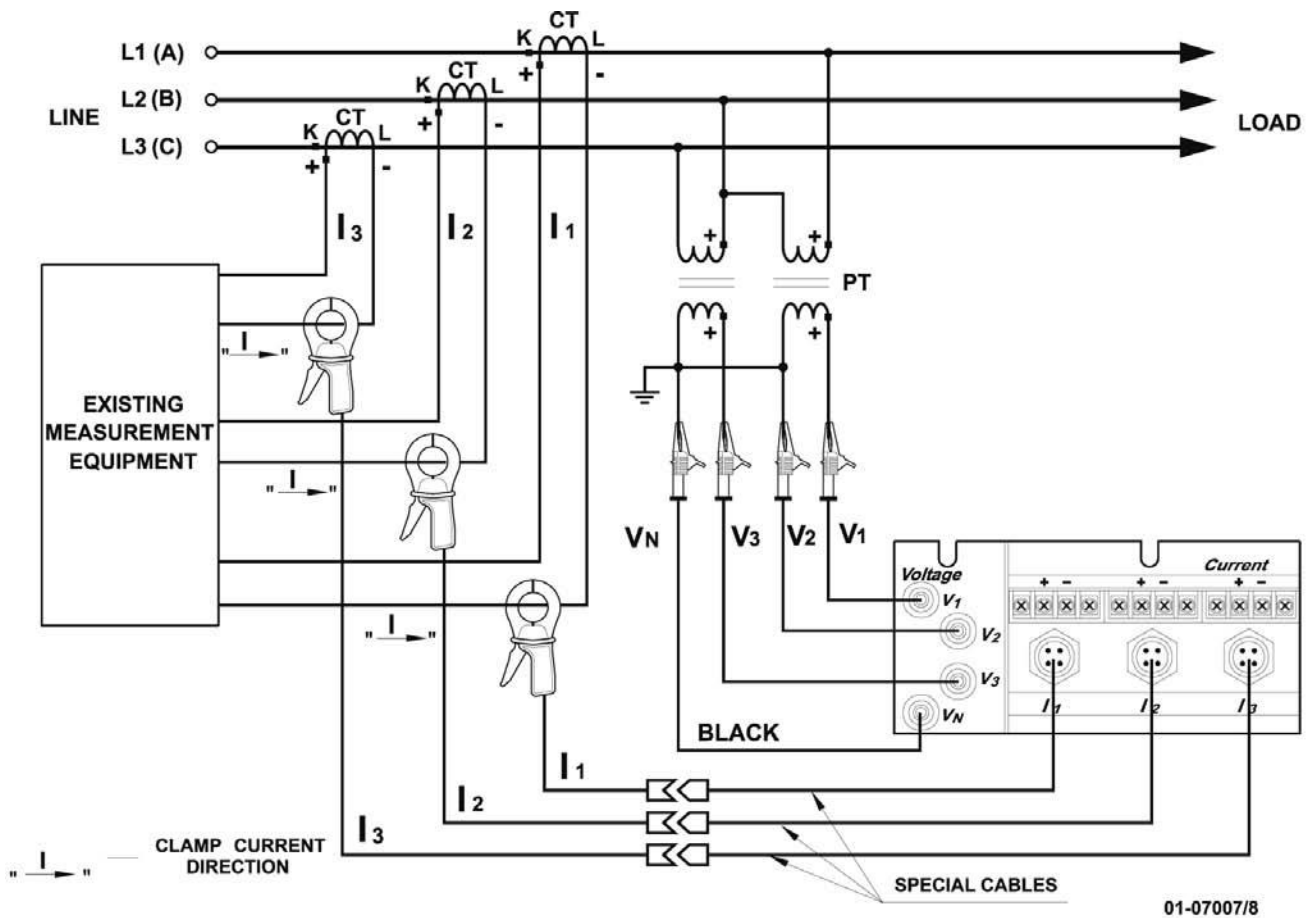 CT
K L
L1 (A)
+ -
CT
K L
L2 (B)
+ -
LINE
LOAD
CT
K L
L3 (C)
+ -
I3
I2
I1
+ +
PT
+ +
" I "
EXISTING
MEASUREMENT
EQUIPMENT
" I "
VN V3 V2 V1
Voltage
Current
+ - + - + -
V1
V2
" I "
V3
VN
I1 I2 I3
BLACK
I1
I2
I3
CLAMP CURRENT
DIRECTION
" I "
SPECIAL CABLES
01-07007/8